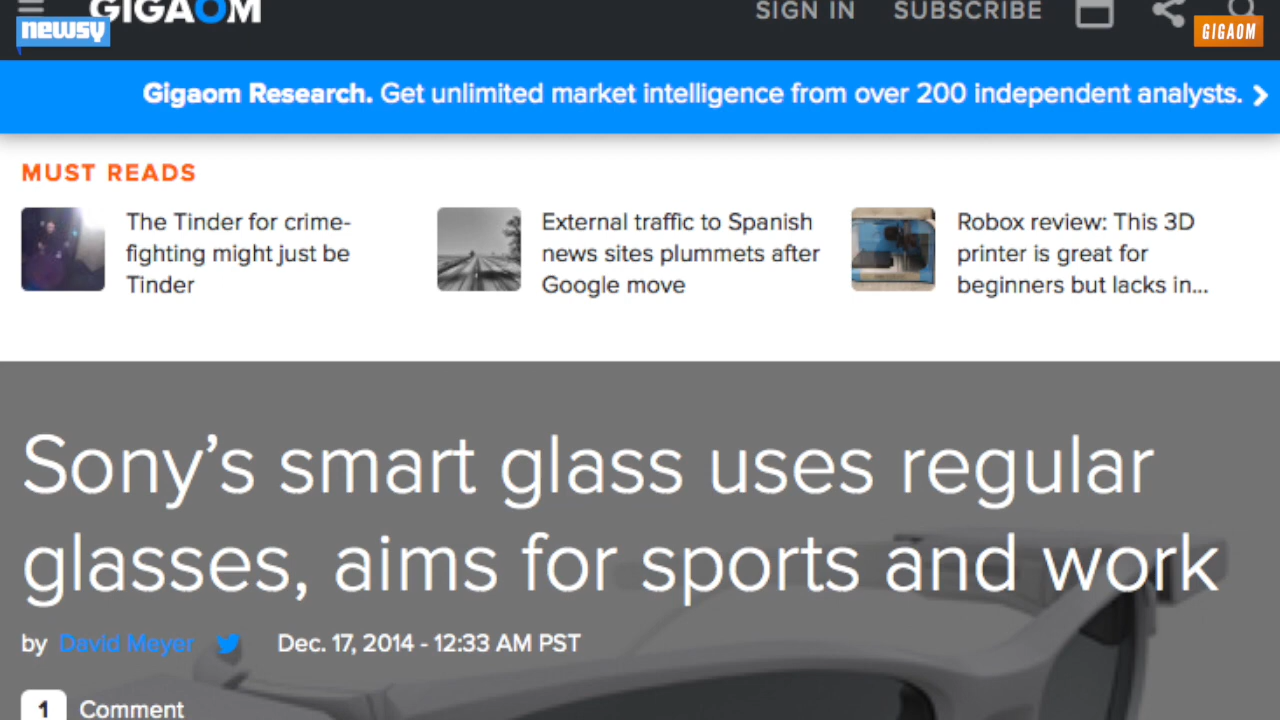 GIGAOM
SIGN IN SUBSCRIBE
newsy
GIGAOM
Gigaom Research. Get unlimited market intelligence from over 200 independent analysts.
MUST READS
The Tinder for crime-
fighting might just be
Tinder
External traffic to Spanish
news sites plummets after
Google move
Robox review: This 3D
printer is great for
beginners but lacks in...
Sony’s smart glass uses regular
glasses, aims for sports and work
by David Meyer Dec. 17, 2014 - 12:33 AM PST
1 Comment